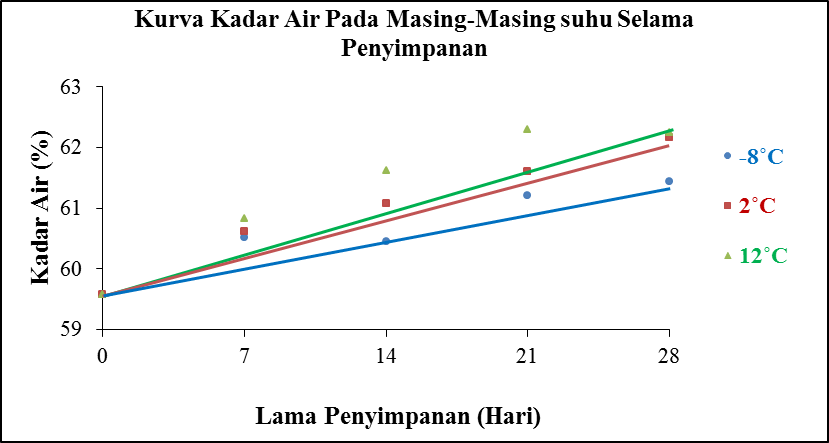 Kurva Kadar Air Pada Masing-Masing suhu Selama
Penyimpanan
Kadar Air (%)
63
62
61
60
59
0 7 14 21 28
Lama Penyimpanan (Hari)
-8˚C
2˚C
12˚C